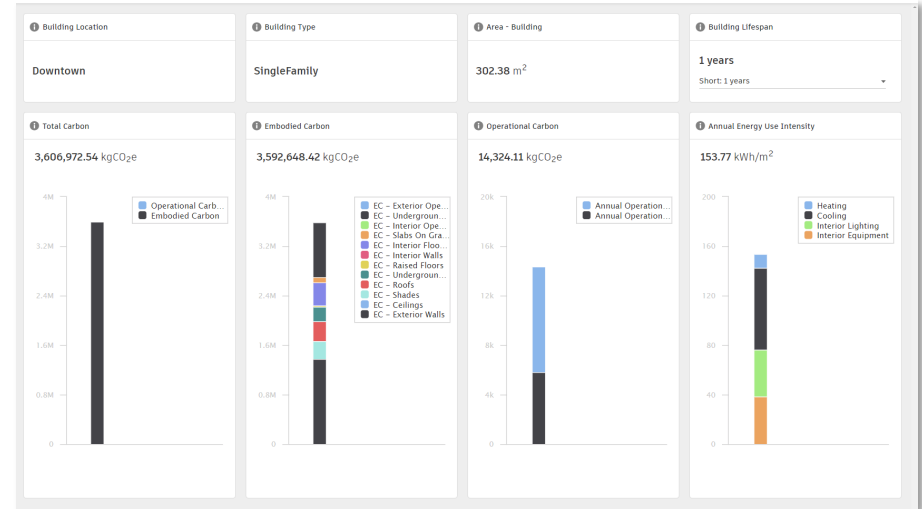 Building Location
Downtown
Building Type
SingleFamily
Area - Building
302.38 m²
Building Lifespan
1 years
Short: 1 years
Total Carbon
3,606,972.54 kgCO₂e
4M
3.2M
2.4M
1.6M
0.8M
0
Operational Carb...
Embodied Carbon
Embodied Carbon
3,592,648.42 kgCO₂e
4M
3.2M
2.4M
1.6M
0.8M
0
EC - Exterior Ope...
EC - Undergroun...
EC - Interior Ope...
EC - Slabs On Gra...
EC - Interior Floo...
EC - Interior Walls
EC - Raised Floors
EC - Undergroun...
EC - Roofs
EC - Shades
EC - Ceilings
EC - Exterior Walls
Operational Carbon
14,324.11 kgCO₂e
20k
16k
12k
8k
4k
0
Annual Operation...
Annual Operation...
Annual Energy Use Intensity
153.77 kWh/m²
200
160
120
80
40
0
Heating
Cooling
Interior Lighting
Interior Equipment